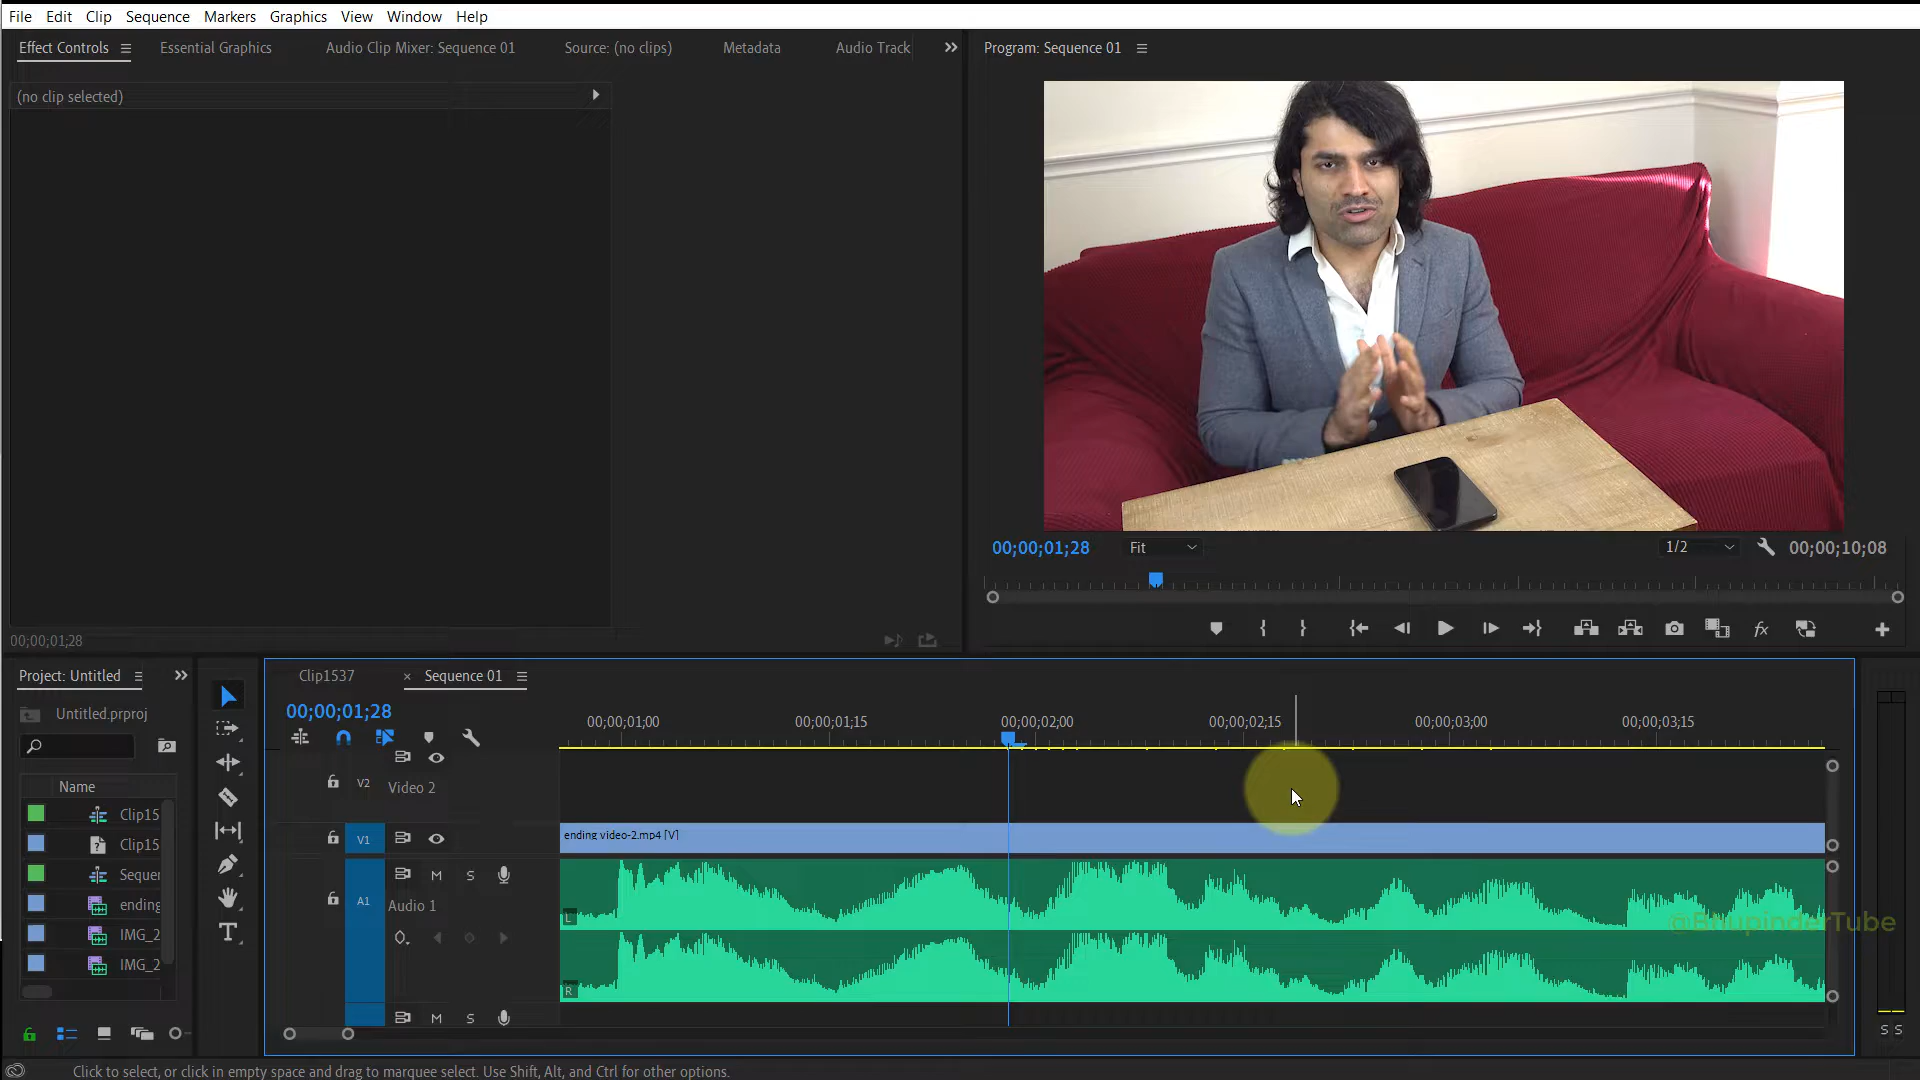 File Edit Clip Sequence Markers Graphics View Window Help
Effect Controls Essential Graphics Audio Clip Mixer: Sequence 01 Source: (no clips) Metadata Audio Track
Program: Sequence 01
(no clip selected)
00;00;01;28
00;00;01;28 Fit 1/2 00;00;10;08
Project: Untitled
Untitled.prproj
Name
Clip15
Clip15
Sequer
ending
IMG_2
IMG_2
Clip1537 × Sequence 01
00;00;01;28
00;00;01;00 00;00;01;15 00;00;02;00 00;00;02;15 00;00;03;00 00;00;03;15
V2 Video 2
V1 ending video-2.mp4 [V]
M S
A1 Audio 1
L
R
M S
@BhupinderTube
S S
Click to select, or click in empty space and drag to marquee select. Use Shift, Alt, and Ctrl for other options.